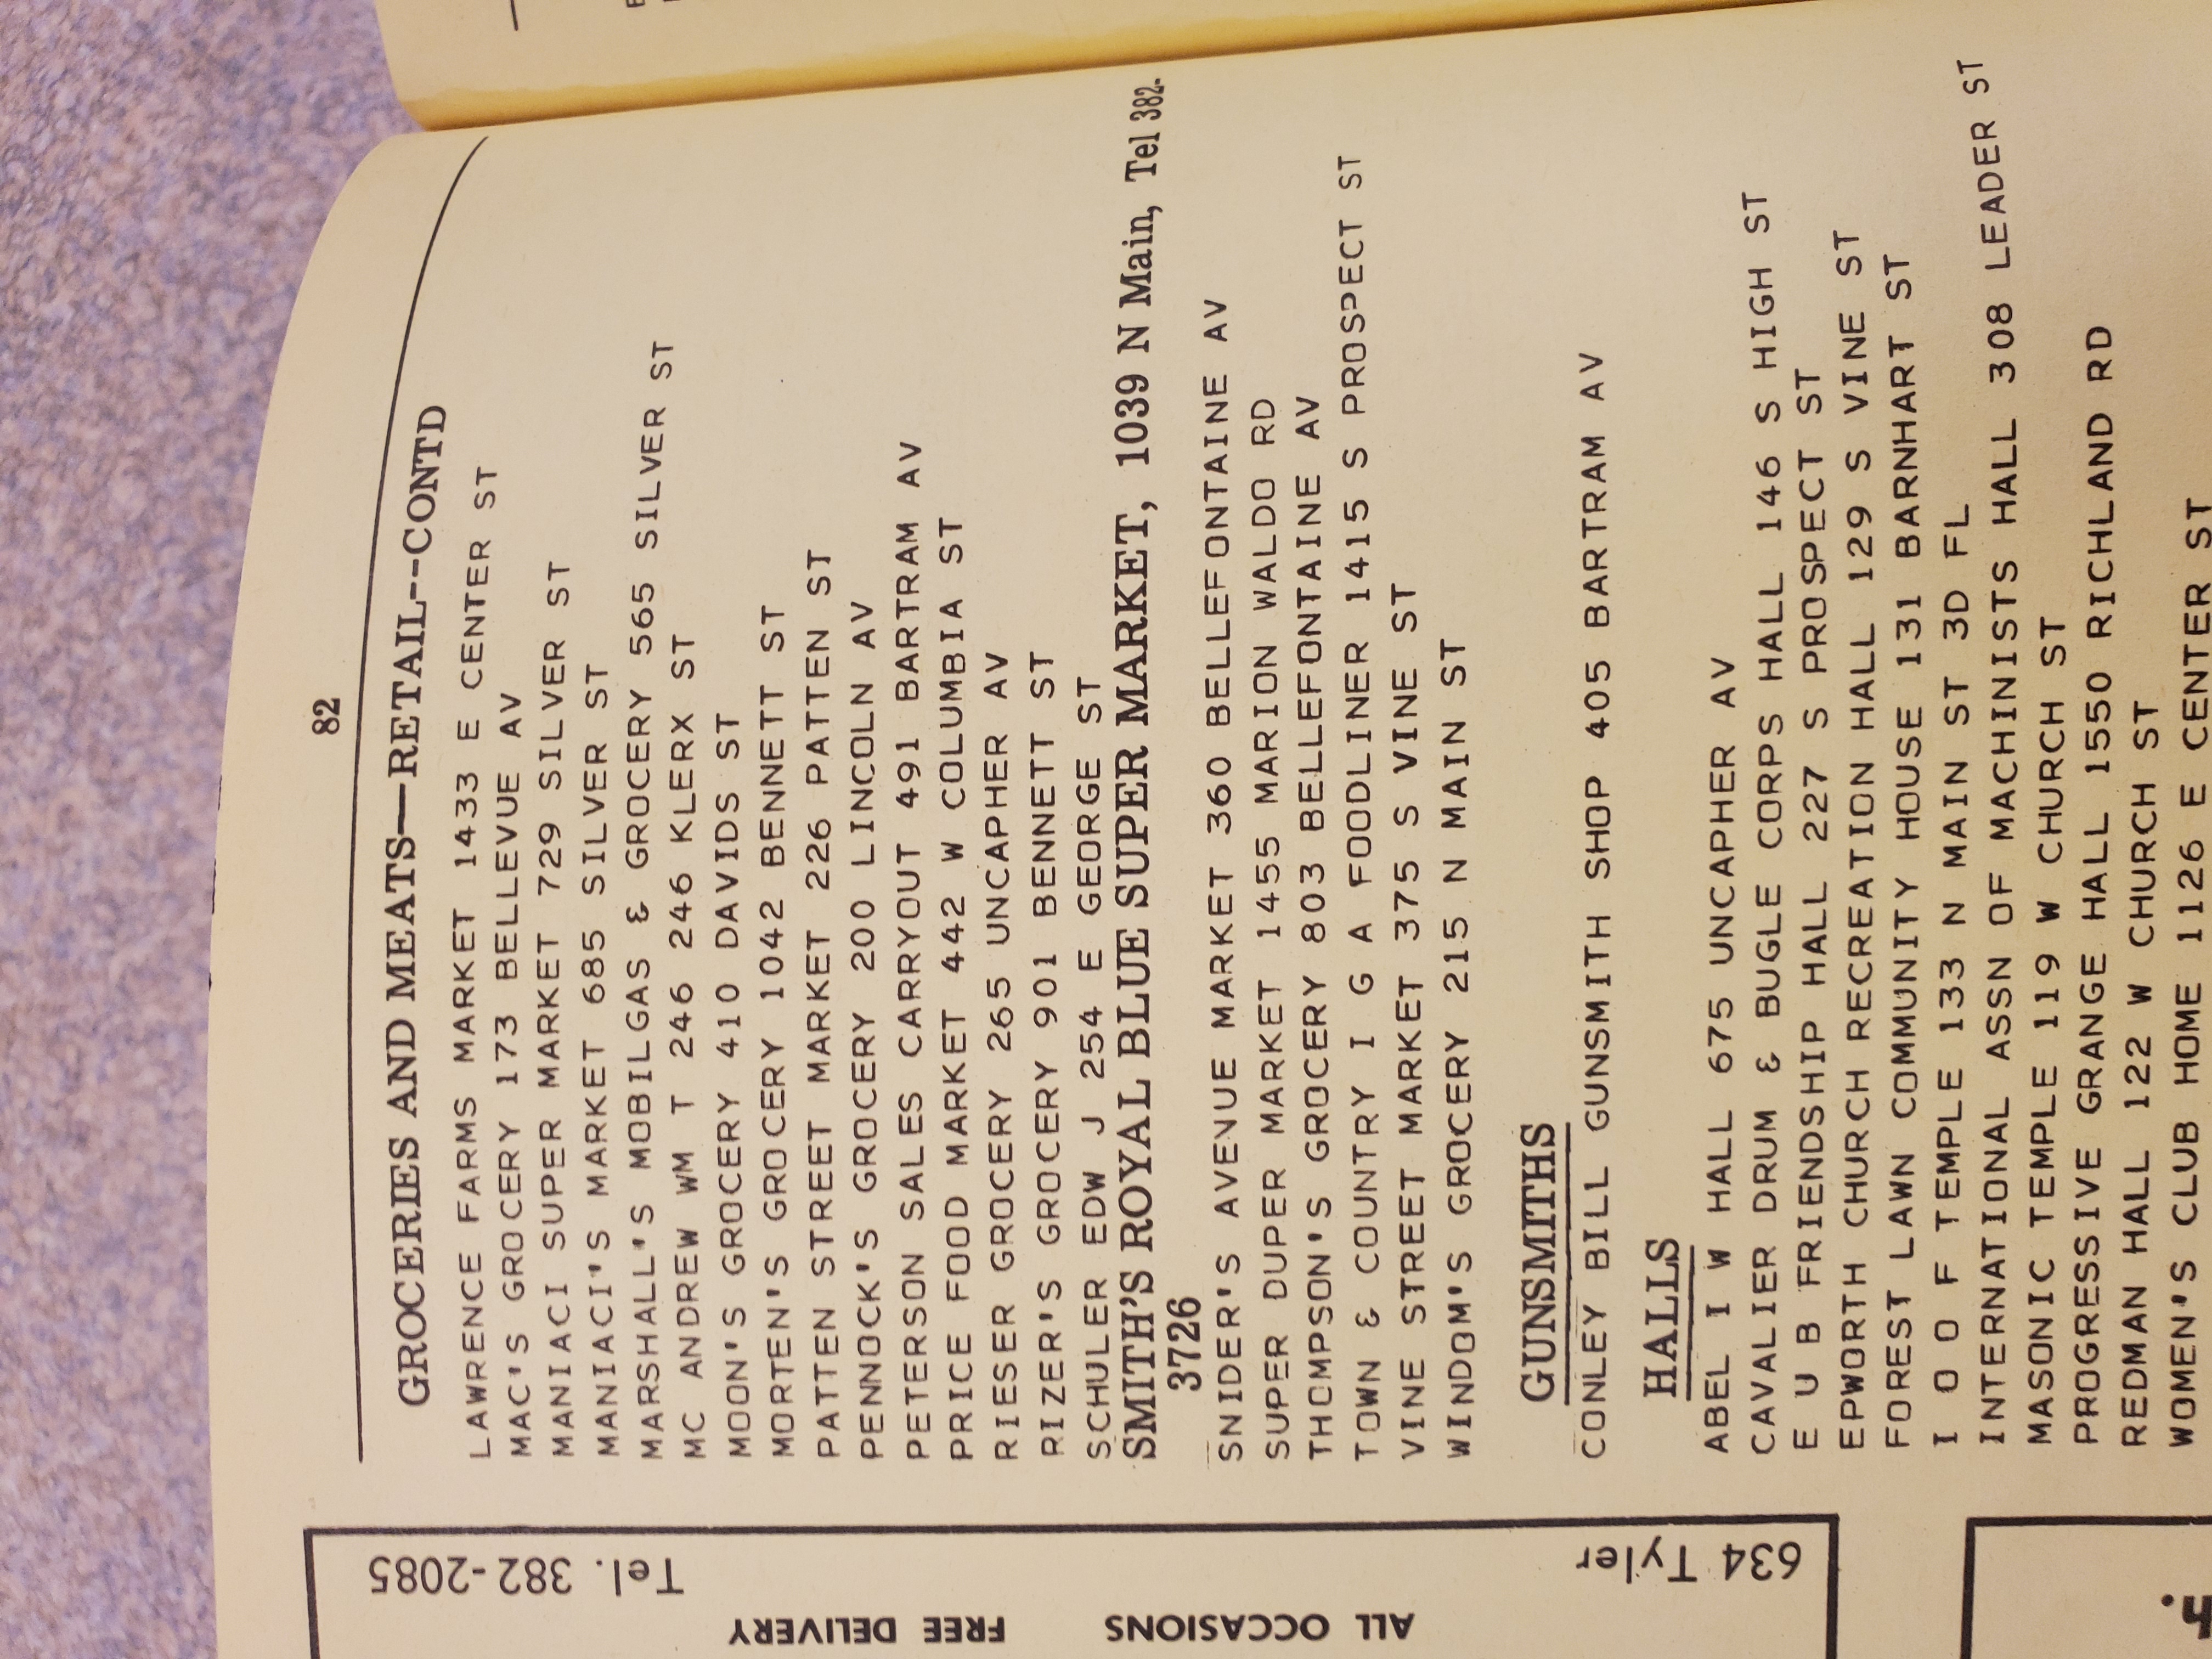 82
GROCERIES AND MEATS—RETAIL--CONTD
LAWRENCE FARMS MARKET 1433 E CENTER ST
MAC'S GROCERY 173 BELLEVUE AV
MANIACI SUPER MARKET 729 SILVER ST
MANIACI'S MARKET 685 SILVER ST
MARSHALL'S MOBILGAS & GROCERY 565 SILVER ST
MC ANDREW WM T 246 246 246 KLERX ST
MOON'S GROCERY 410 DAVIDS ST
MORTEN'S GROCERY 1042 BENNETT ST
PATTEN STREET MARKET 226 PATTEN ST
PENNOCK'S GROCERY 200 LINCOLN AV
PETERSON SALES CARRYOUT 491 BARTRAM AV
PRICE FOOD MARKET 442 W COLUMBIA ST
RIESER GROCERY 265 UNCAPHER AV
RIZER'S GROCERY 901 BENNETT ST
SCHULER EDW J 254 E GEORGE ST
SMITH'S ROYAL BLUE SUPER MARKET, 1039 N Main, Tel 382-
3726
SNIDER'S AVENUE MARKET 360 BELLEFONTAINE AV
SUPER DUPER MARKET 1455 MARION WALDO RD
THOMPSON'S GROCERY 803 BELLEFONTAINE AV
TOWN & COUNTRY I G A FOODLINER 1415 S PROSPECT ST
VINE STREET MARKET 375 S VINE ST
WINDOM'S GROCERY 215 N MAIN ST
GUNSMITHS
CONLEY BILL GUNSMITH SHOP 405 BARTRAM AV
HALLS
ABEL I W HALL 675 UNCAPHER AV
CAVALIER DRUM & BUGLE CORPS HALL 146 S HIGH ST
E U B FRIENDSHIP HALL 227 S PROSPECT ST
EPWORTH CHURCH RECREATION HALL 129 S VINE ST
FOREST LAWN COMMUNITY HOUSE 131 BARNHART ST
I O O F TEMPLE 133 N MAIN ST 3D FL
INTERNATIONAL ASSN OF MACHINISTS HALL 308 LEADER ST
MASONIC TEMPLE 119 W CHURCH ST
PROGRESSIVE GRANGE HALL 1550 RICHLAND RD
REDMAN HALL 122 W CHURCH ST
WOMEN'S CLUB HOME 1126 E CENTER ST
ALL OCCASIONS FREE DELIVERY
634 Tyler Tel. 382-2085